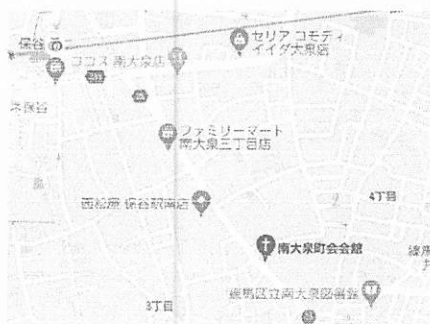 保谷
セリア コモディ
イイダ大泉店
ココス 南大泉店
ファミリーマート
南大泉三丁目店
西松屋 保谷駅南店
4丁目
南大泉町会会館
練馬区立南大泉図書館
3丁目